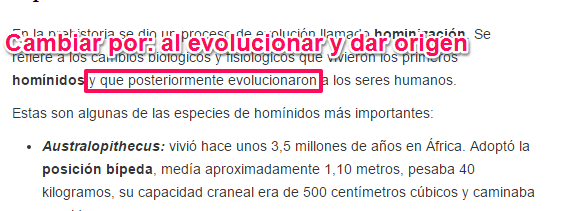 En la prehistoria se dio un proceso de evolución llamado hominización. Se
Cambiar por: al evolucionar y dar origen
refiere a los cambios biológicos y fisiológicos que vivieron los primeros
homínidos y que posteriormente evolucionaron a los seres humanos.
Estas son algunas de las especies de homínidos más importantes:
• Australopithecus: vivió hace unos 3,5 millones de años en África. Adoptó la
posición bípeda, medía aproximadamente 1,10 metros, pesaba 40
kilogramos, su capacidad craneal era de 500 centímetros cúbicos y caminaba